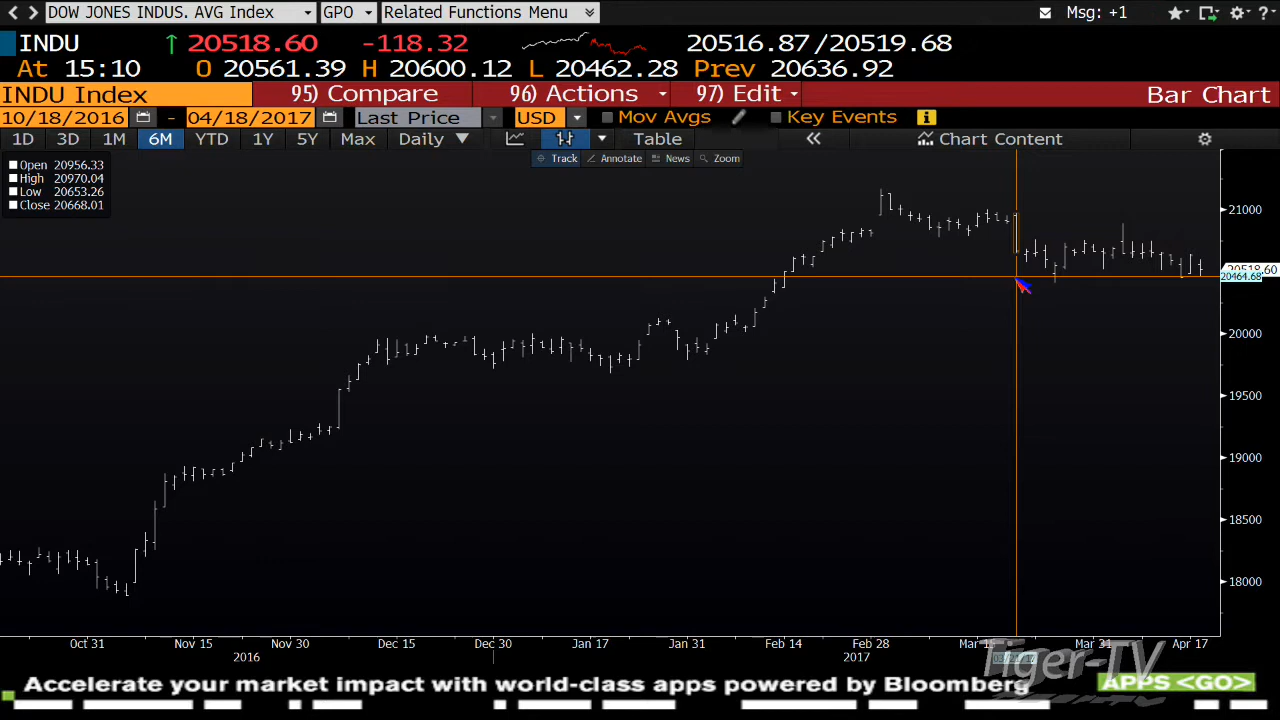 DOW JONES INDUS. AVG Index GPO Related Functions Menu Msg: +1 ?
INDU 20518.60 -118.32 20516.87/20519.68
At 15:10 O 20561.39 H 20600.12 L 20462.28 Prev 20636.92
INDU Index 95) Compare 96) Actions 97) Edit Bar Chart
10/18/2016 - 04/18/2017 Last Price USD Mov Avgs Key Events
1D 3D 1M 6M YTD 1Y 5Y Max Daily Table « Chart Content
Track Annotate News Zoom
Open 20956.33
High 20970.04
Low 20653.26
Close 20668.01
21000
20518.60
20464.68
20000
19500
19000
18500
18000
Oct 31 Nov 15 Nov 30 Dec 15 Dec 30 Jan 17 Jan 31 Feb 14 Feb 28 Mar 15 Mar 31 Apr 17
2016 2017
Tiger-TV
Accelerate your market impact with world-class apps powered by Bloomberg APPS <GO>